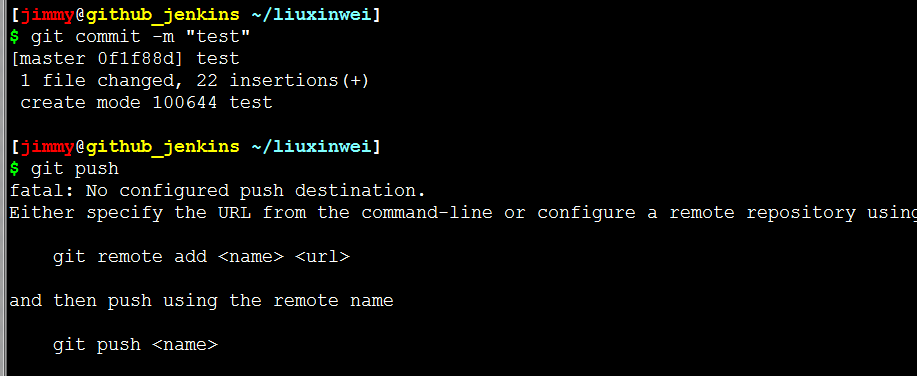 [jimmy@github_jenkins ~/liuxinwei]
$ git commit -m "test"
[master 0f1f88d] test
 1 file changed, 22 insertions(+)
 create mode 100644 test

[jimmy@github_jenkins ~/liuxinwei]
$ git push
fatal: No configured push destination.
Either specify the URL from the command-line or configure a remote repository using

    git remote add <name> <url>

and then push using the remote name

    git push <name>